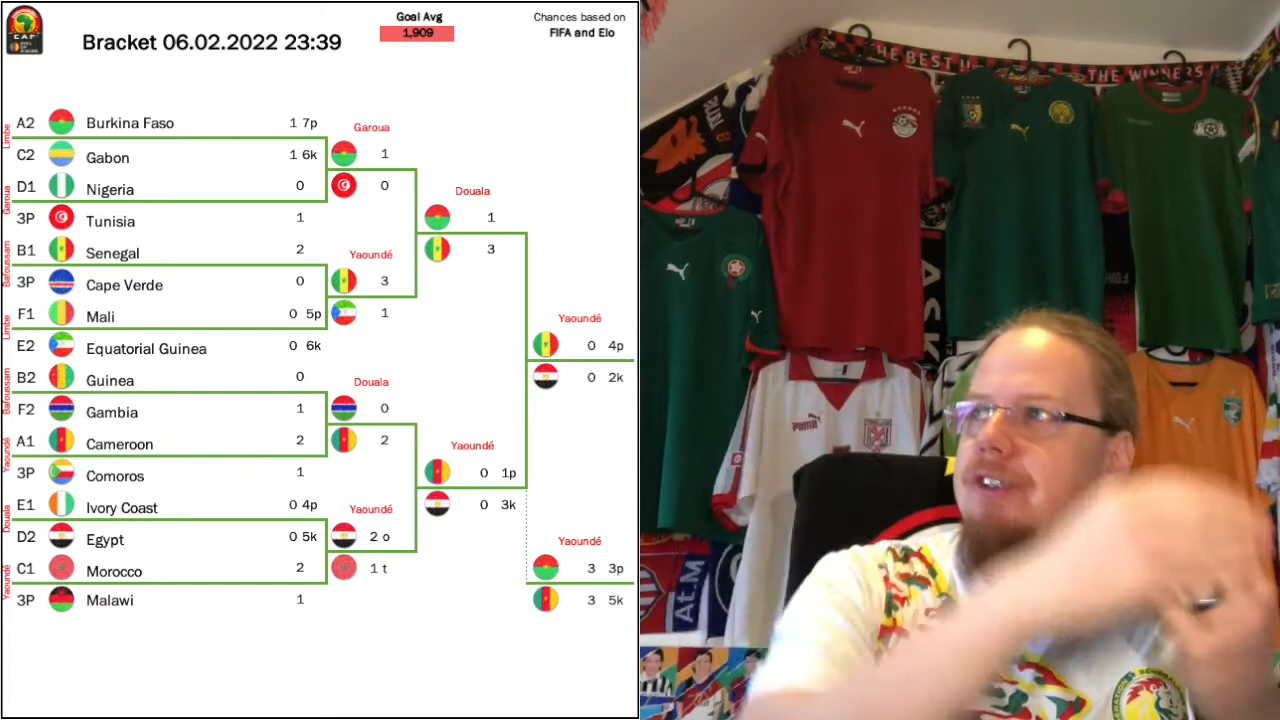 CAF
Bracket 06.02.2022 23:39
Goal Avg
1,909
Chances based on
FIFA and Elo
Limbe
A2 Burkina Faso 1 7p
C2 Gabon 1 6k
Garoua
D1 Nigeria 0
3P Tunisia 1
Bafoussam
B1 Senegal 2
3P Cape Verde 0
Limbe
F1 Mali 0 5p
E2 Equatorial Guinea 0 6k
Bafoussam
B2 Guinea 0
F2 Gambia 1
Yaoundé
A1 Cameroon 2
3P Comoros 1
Douala
E1 Ivory Coast 0 4p
D2 Egypt 0 5k
Yaoundé
C1 Morocco 2
3P Malawi 1
Garoua
1
0
Yaoundé
3
1
Douala
0
2
Yaoundé
2 o
1 t
Douala
1
3
Yaoundé
0 1p
0 3k
Yaoundé
0 4p
0 2k
Yaoundé
3 3p
3 5k
THE BEST !!
THE WINNERS !!
PUMA
ASK
At.M